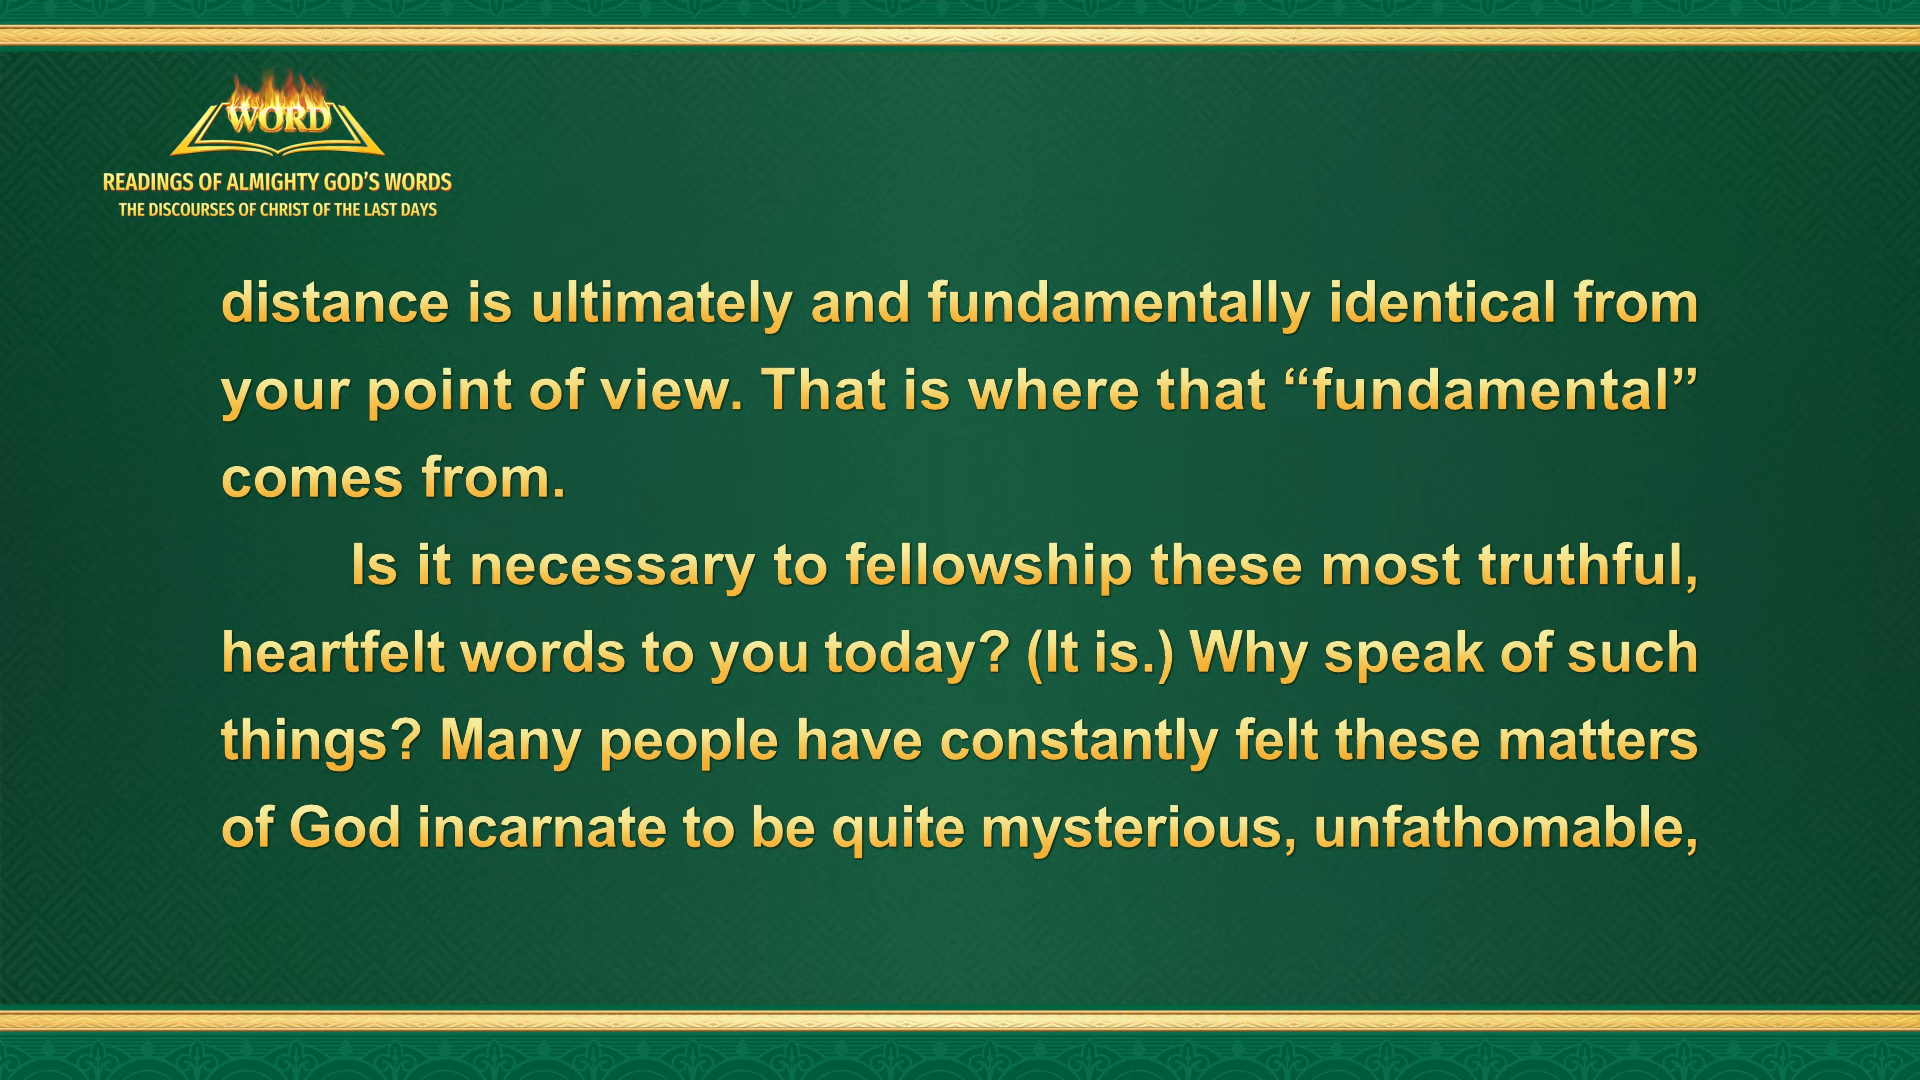 WORD
READINGS OF ALMIGHTY GOD’S WORDS
THE DISCOURSES OF CHRIST OF THE LAST DAYS
distance is ultimately and fundamentally identical from
your point of view. That is where that “fundamental”
comes from.
Is it necessary to fellowship these most truthful,
heartfelt words to you today? (It is.) Why speak of such
things? Many people have constantly felt these matters
of God incarnate to be quite mysterious, unfathomable,